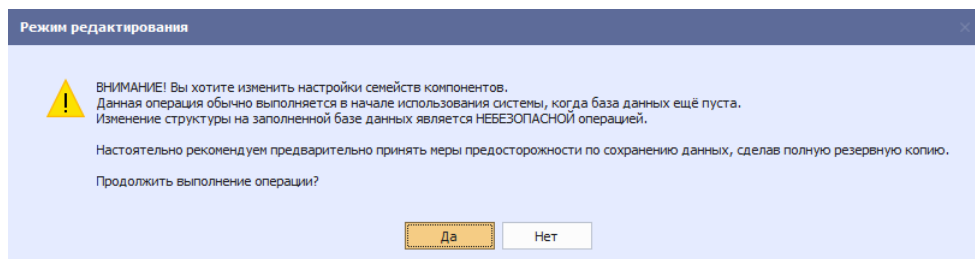 Режим редактирования
ВНИМАНИЕ! Вы хотите изменить настройки семейств компонентов.
Данная операция обычно выполняется в начале использования системы, когда база данных ещё пуста.
Изменение структуры на заполненной базе данных является НЕБЕЗОПАСНОЙ операцией.
Настоятельно рекомендуем предварительно принять меры предосторожности по сохранению данных, сделав полную резервную копию.
Продолжить выполнение операции?
Да
Нет